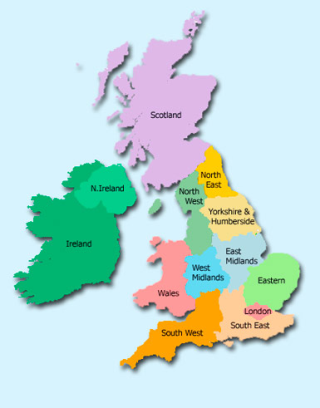 Scotland
North
East
N.Ireland
North
West
Yorkshire &
Humberside
Ireland
East
Midlands
West
Midlands
Eastern
Wales
London
South West
South East